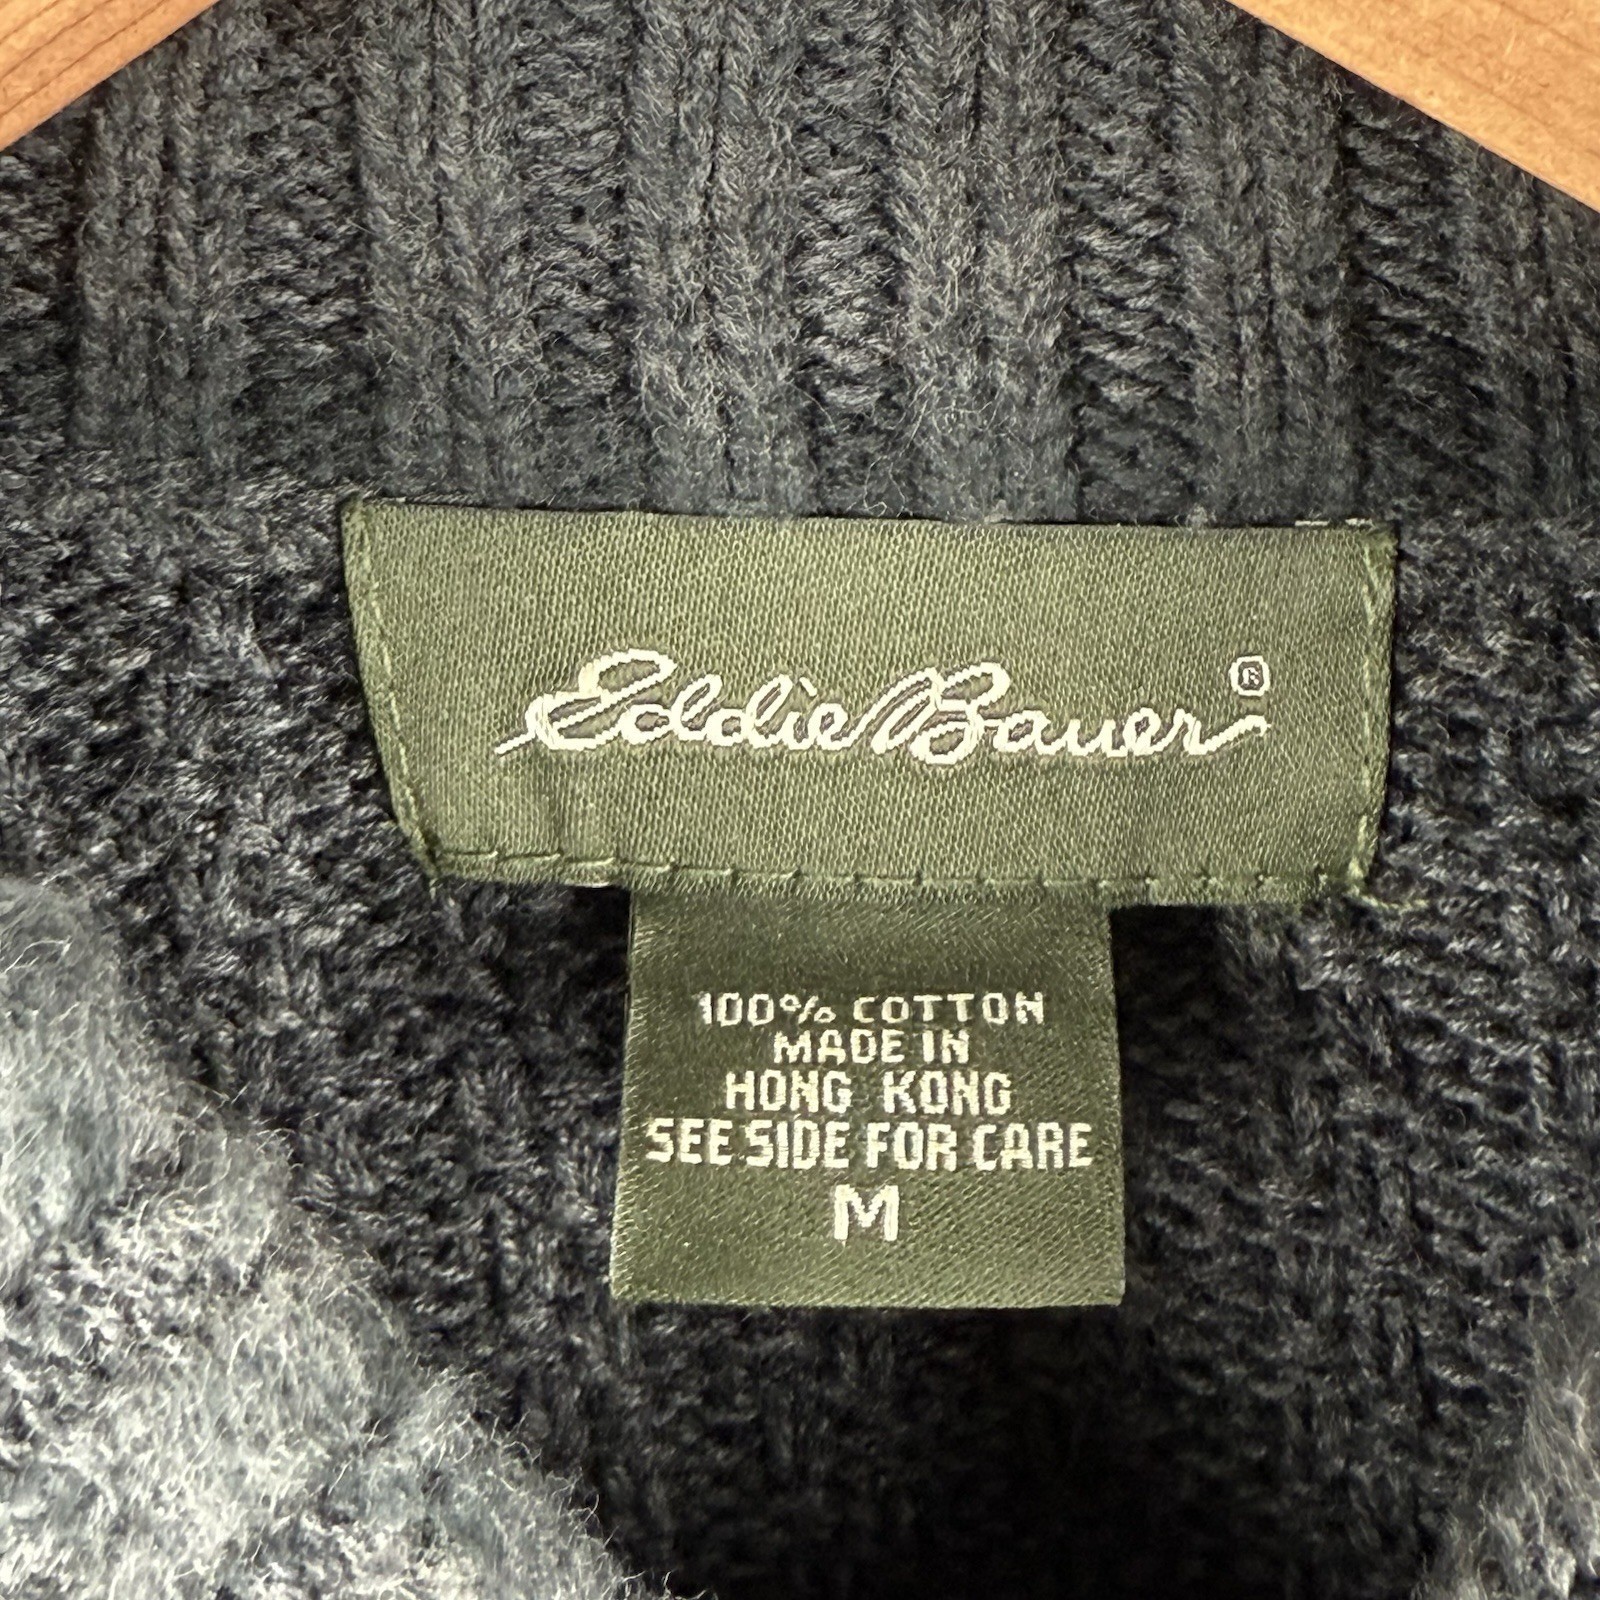 Eddie Bauer®
100% COTTON
MADE IN
HONG KONG
SEE SIDE FOR CARE
M